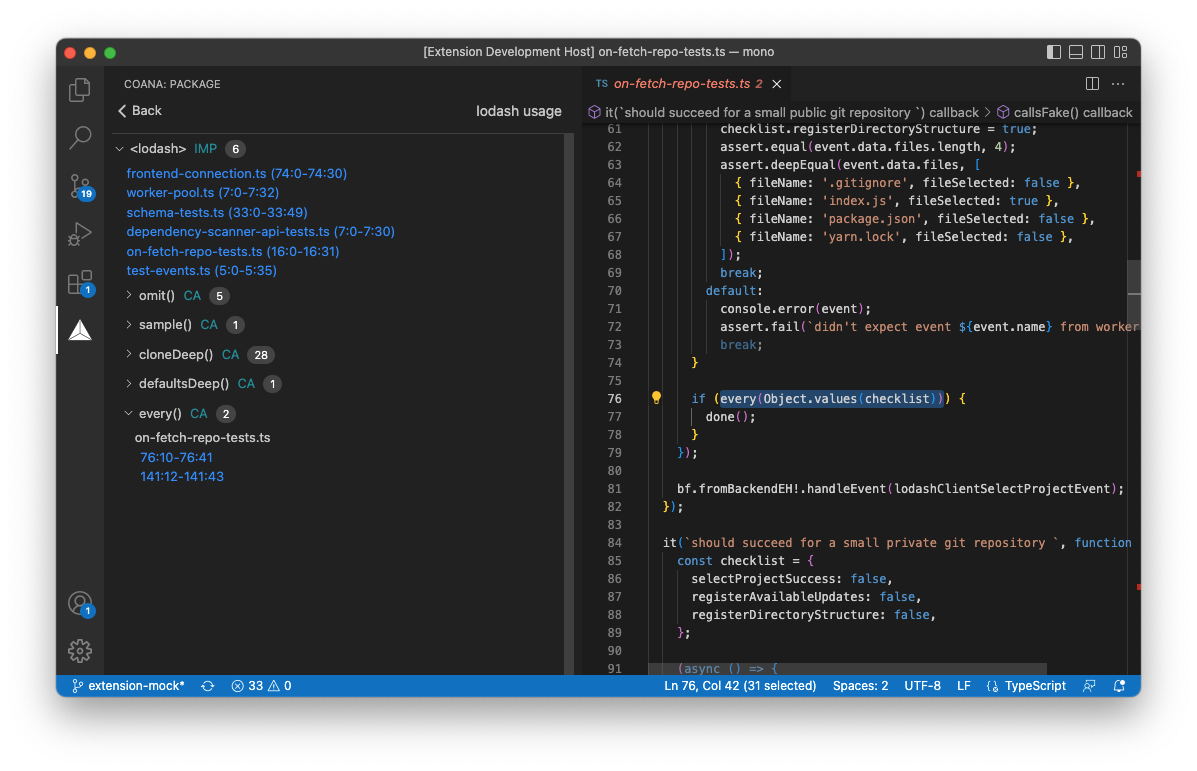 [Extension Development Host] on-fetch-repo-tests.ts — mono
COANA: PACKAGE
Back
lodash usage
<lodash> IMP 6
frontend-connection.ts (74:0-74:30)
worker-pool.ts (7:0-7:32)
schema-tests.ts (33:0-33:49)
dependency-scanner-api-tests.ts (7:0-7:30)
on-fetch-repo-tests.ts (16:0-16:31)
test-events.ts (5:0-5:35)
omit() CA 5
sample() CA 1
cloneDeep() CA 28
defaultsDeep() CA 1
every() CA 2
on-fetch-repo-tests.ts
76:10-76:41
141:12-141:43
19
1
1
TS on-fetch-repo-tests.ts 2
it(`should succeed for a small public git repository `) callback > callsFake() callback
61 checklist.registerDirectoryStructure = true;
62 assert.equal(event.data.files.length, 4);
63 assert.deepEqual(event.data.files, [
64 { fileName: '.gitignore', fileSelected: false },
65 { fileName: 'index.js', fileSelected: true },
66 { fileName: 'package.json', fileSelected: false },
67 { fileName: 'yarn.lock', fileSelected: false },
68 ]);
69 break;
70 default:
71 console.error(event);
72 assert.fail(`didn't expect event ${event.name} from worker
73 break;
74 }
75
76 if (every(Object.values(checklist))) {
77 done();
78 }
79 });
80
81 bf.fromBackendEH!.handleEvent(lodashClientSelectProjectEvent);
82 });
83
84 it(`should succeed for a small private git repository `, function
85 const checklist = {
86 selectProjectSuccess: false,
87 registerAvailableUpdates: false,
88 registerDirectoryStructure: false,
89 };
90
91 (async () => {
extension-mock* 33 0
Ln 76, Col 42 (31 selected) Spaces: 2 UTF-8 LF TypeScript